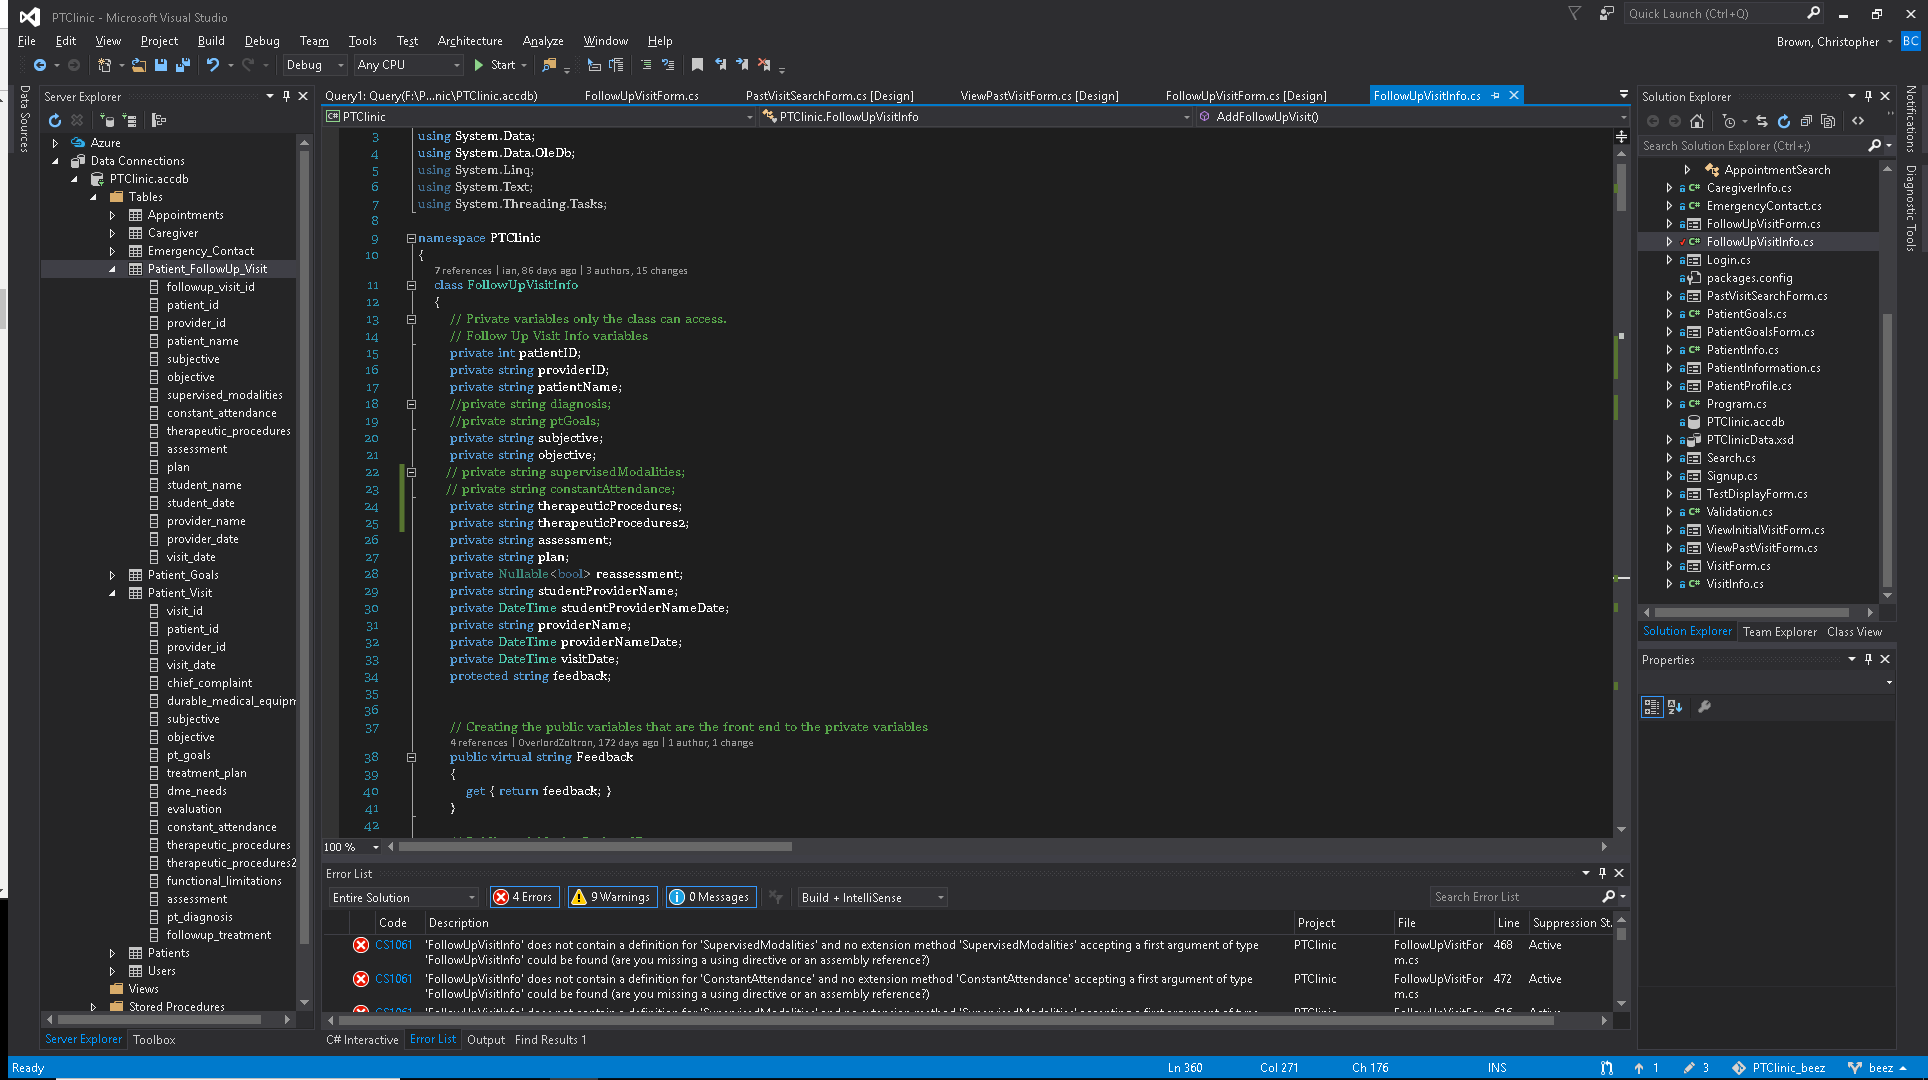 PTClinic - Microsoft Visual Studio
Quick Launch (Ctrl+Q)
File Edit View Project Build Debug Team Tools Test Architecture Analyze Window Help
Brown, Christopher BC
Debug Any CPU Start
Data Sources
Server Explorer
Azure
Data Connections
PTClinic.accdb
Tables
Appointments
Caregiver
Emergency_Contact
Patient_FollowUp_Visit
followup_visit_id
patient_id
provider_id
patient_name
subjective
objective
supervised_modalities
constant_attendance
therapeutic_procedures
assessment
plan
student_name
student_date
provider_name
provider_date
visit_date
Patient_Goals
Patient_Visit
visit_id
patient_id
provider_id
visit_date
chief_complaint
durable_medical_equipm
subjective
objective
pt_goals
treatment_plan
dme_needs
evaluation
constant_attendance
therapeutic_procedures
therapeutic_procedures2
functional_limitations
assessment
pt_diagnosis
followup_treatment
Patients
Users
Views
Stored Procedures
Server Explorer Toolbox
Query1: Query(F:\P...nic\PTClinic.accdb) FollowUpVisitForm.cs PastVisitSearchForm.cs [Design] ViewPastVisitForm.cs [Design] FollowUpVisitForm.cs [Design] FollowUpVisitInfo.cs
PTClinic PTClinic.FollowUpVisitInfo AddFollowUpVisit()
3 using System.Data;
4 using System.Data.OleDb;
5 using System.Linq;
6 using System.Text;
7 using System.Threading.Tasks;
8
9 namespace PTClinic
10 {
7 references | ian, 86 days ago | 3 authors, 15 changes
11 class FollowUpVisitInfo
12 {
13 // Private variables only the class can access.
14 // Follow Up Visit Info variables
15 private int patientID;
16 private string providerID;
17 private string patientName;
18 //private string diagnosis;
19 //private string ptGoals;
20 private string subjective;
21 private string objective;
22 // private string supervisedModalities;
23 // private string constantAttendance;
24 private string therapeuticProcedures;
25 private string therapeuticProcedures2;
26 private string assessment;
27 private string plan;
28 private Nullable<bool> reassessment;
29 private string studentProviderName;
30 private DateTime studentProviderNameDate;
31 private string providerName;
32 private DateTime providerNameDate;
33 private DateTime visitDate;
34 protected string feedback;
35
36
37 // Creating the public variables that are the front end to the private variables
4 references | OverlordZoltron, 172 days ago | 1 author, 1 change
38 public virtual string Feedback
39 {
40 get { return feedback; }
41 }
42
100 %
Error List
Entire Solution 4 Errors 9 Warnings 0 Messages Build + IntelliSense Search Error List
Code Description Project File Line Suppression St.
CS1061 'FollowUpVisitInfo' does not contain a definition for 'SupervisedModalities' and no extension method 'SupervisedModalities' accepting a first argument of type PTClinic FollowUpVisitFor 468 Active
'FollowUpVisitInfo' could be found (are you missing a using directive or an assembly reference?) m.cs
CS1061 'FollowUpVisitInfo' does not contain a definition for 'ConstantAttendance' and no extension method 'ConstantAttendance' accepting a first argument of type PTClinic FollowUpVisitFor 472 Active
'FollowUpVisitInfo' could be found (are you missing a using directive or an assembly reference?) m.cs
C# Interactive Error List Output Find Results 1
Solution Explorer
Search Solution Explorer (Ctrl+;)
AppointmentSearch
CaregiverInfo.cs
EmergencyContact.cs
FollowUpVisitForm.cs
FollowUpVisitInfo.cs
Login.cs
packages.config
PastVisitSearchForm.cs
PatientGoals.cs
PatientGoalsForm.cs
PatientInfo.cs
PatientInformation.cs
PatientProfile.cs
Program.cs
PTClinic.accdb
PTClinicData.xsd
Search.cs
Signup.cs
TestDisplayForm.cs
Validation.cs
ViewInitialVisitForm.cs
ViewPastVisitForm.cs
VisitForm.cs
VisitInfo.cs
Solution Explorer Team Explorer Class View
Properties
Notifications
Diagnostic Tools
Ready Ln 360 Col 271 Ch 176 INS 1 3 PTClinic_beez beez